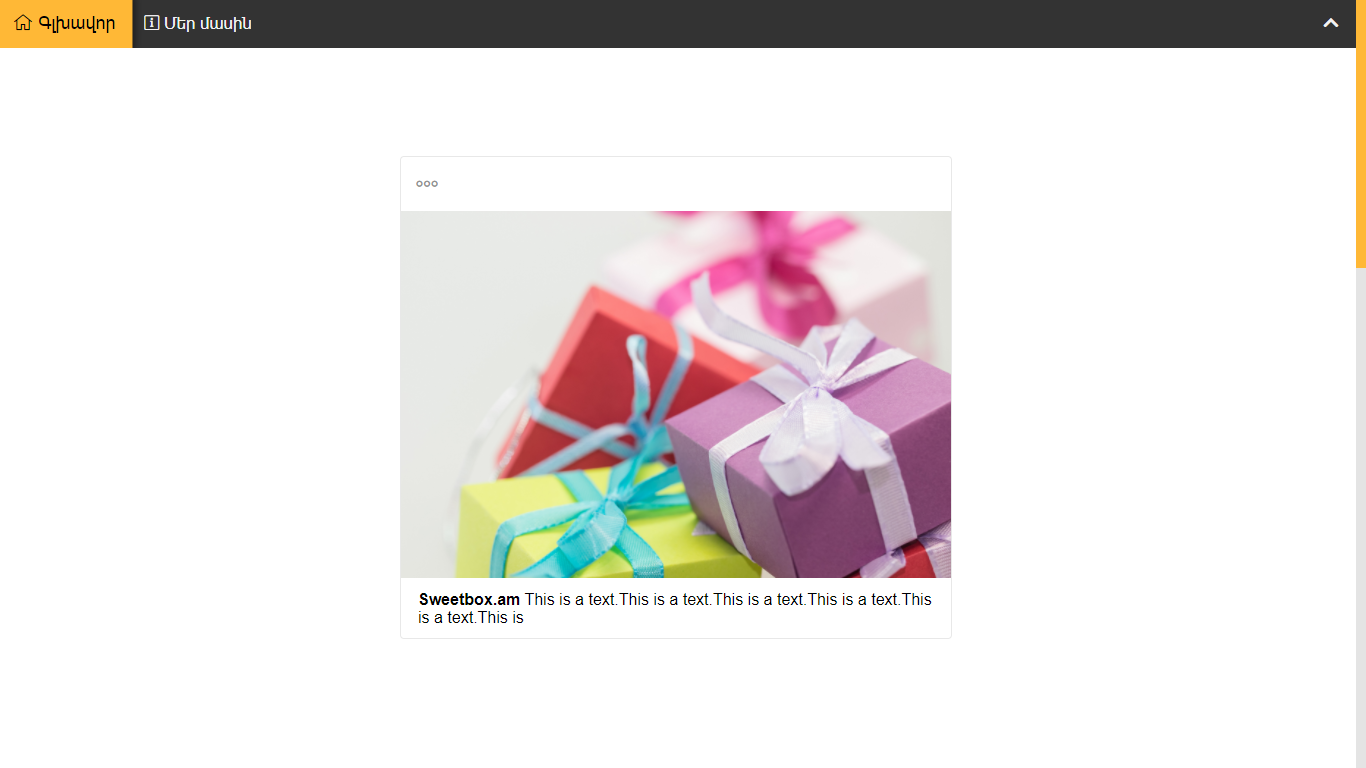 Գլխավոր
Մեր մասին
Sweetbox.am This is a text.This is a text.This is a text.This is a text.This
is a text.This is